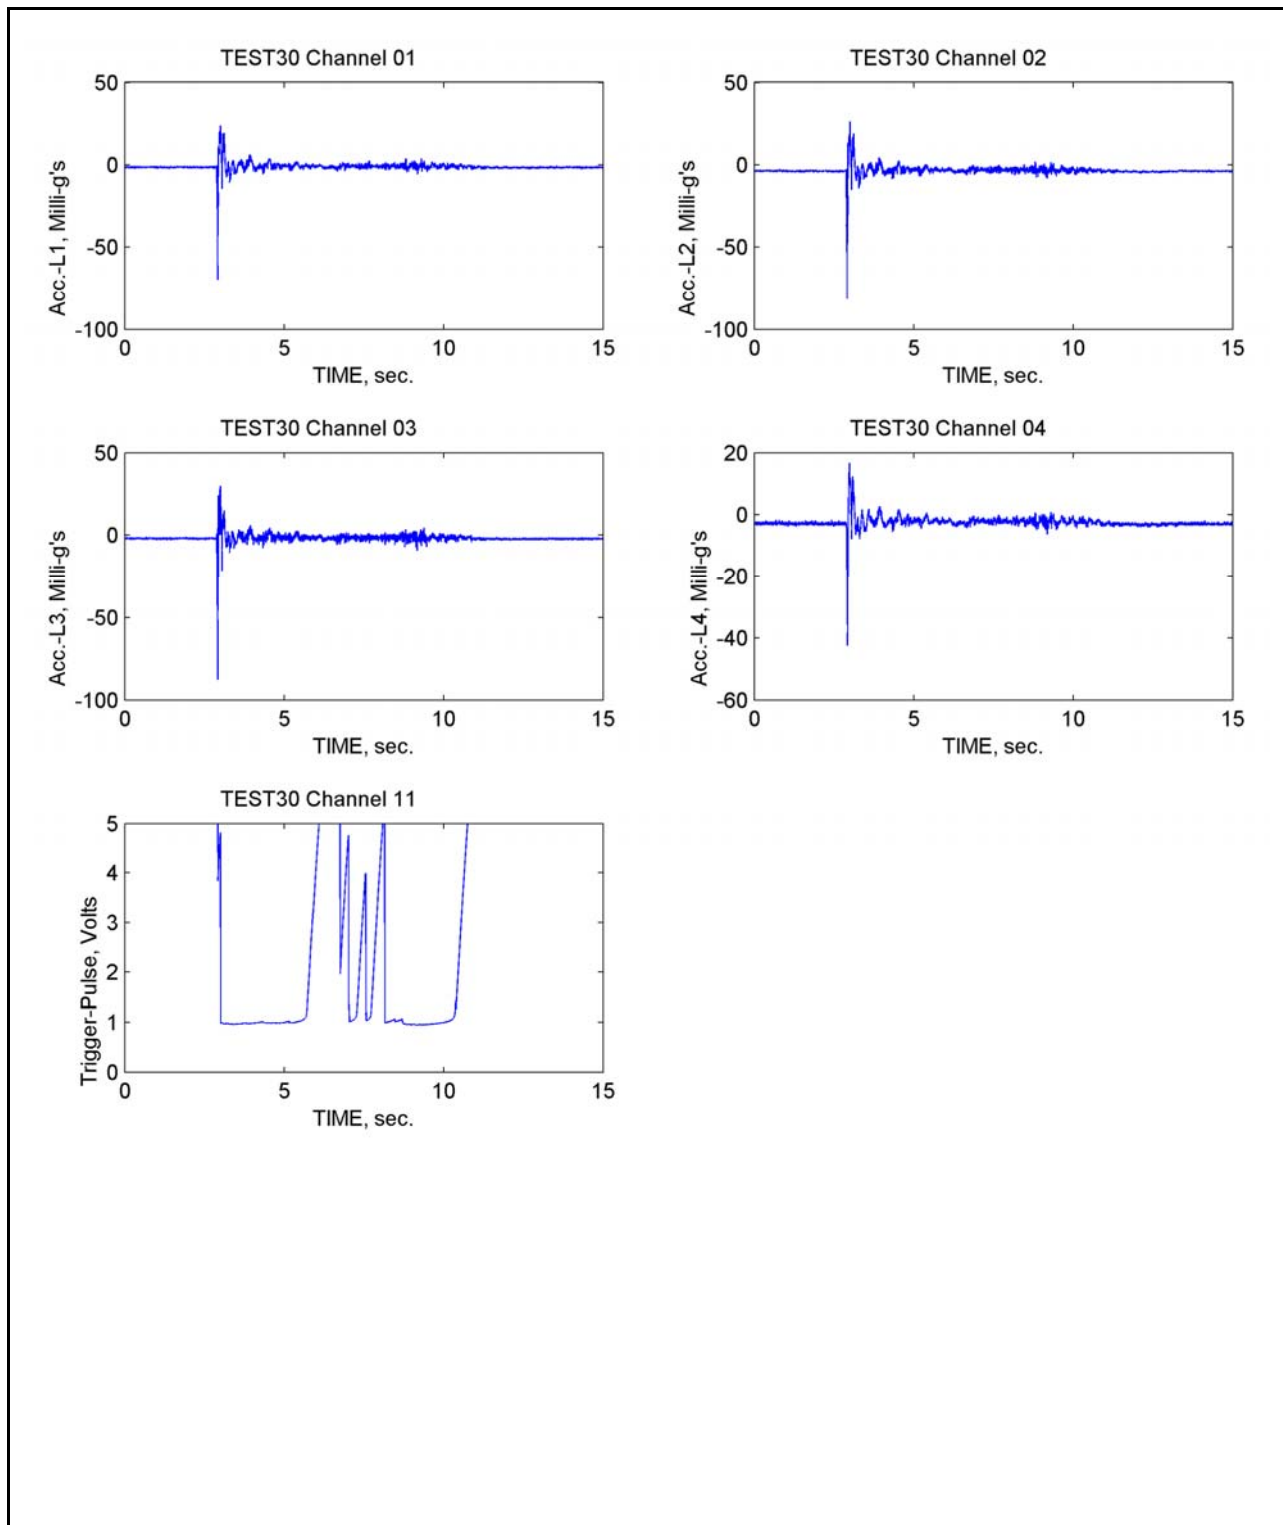 TEST30 Channel 01
50
0
-50
-100
Acc.-L1, Milli-g's
0 5 10 15
TIME, sec.
TEST30 Channel 02
50
0
-50
-100
Acc.-L2, Milli-g's
0 5 10 15
TIME, sec.
TEST30 Channel 03
50
0
-50
-100
Acc.-L3, Milli-g's
0 5 10 15
TIME, sec.
TEST30 Channel 04
20
0
-20
-40
-60
Acc.-L4, Milli-g's
0 5 10 15
TIME, sec.
TEST30 Channel 11
5
4
3
2
1
0
Trigger-Pulse, Volts
0 5 10 15
TIME, sec.